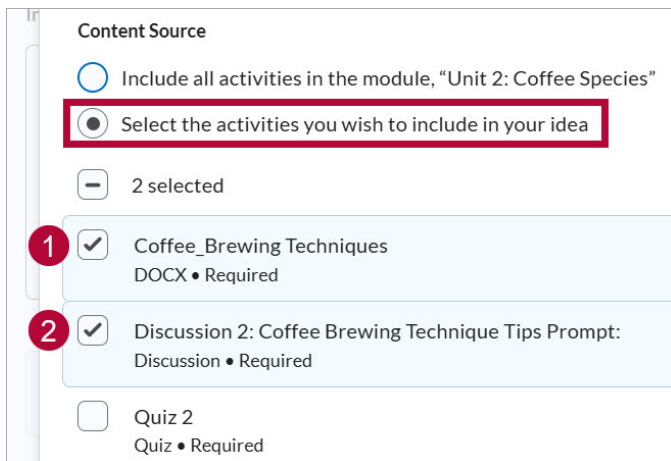 Content Source
Include all activities in the module, “Unit 2: Coffee Species”
Select the activities you wish to include in your idea
2 selected
1
Coffee_Brewing Techniques
DOCX • Required
2
Discussion 2: Coffee Brewing Technique Tips Prompt:
Discussion • Required
Quiz 2
Quiz • Required